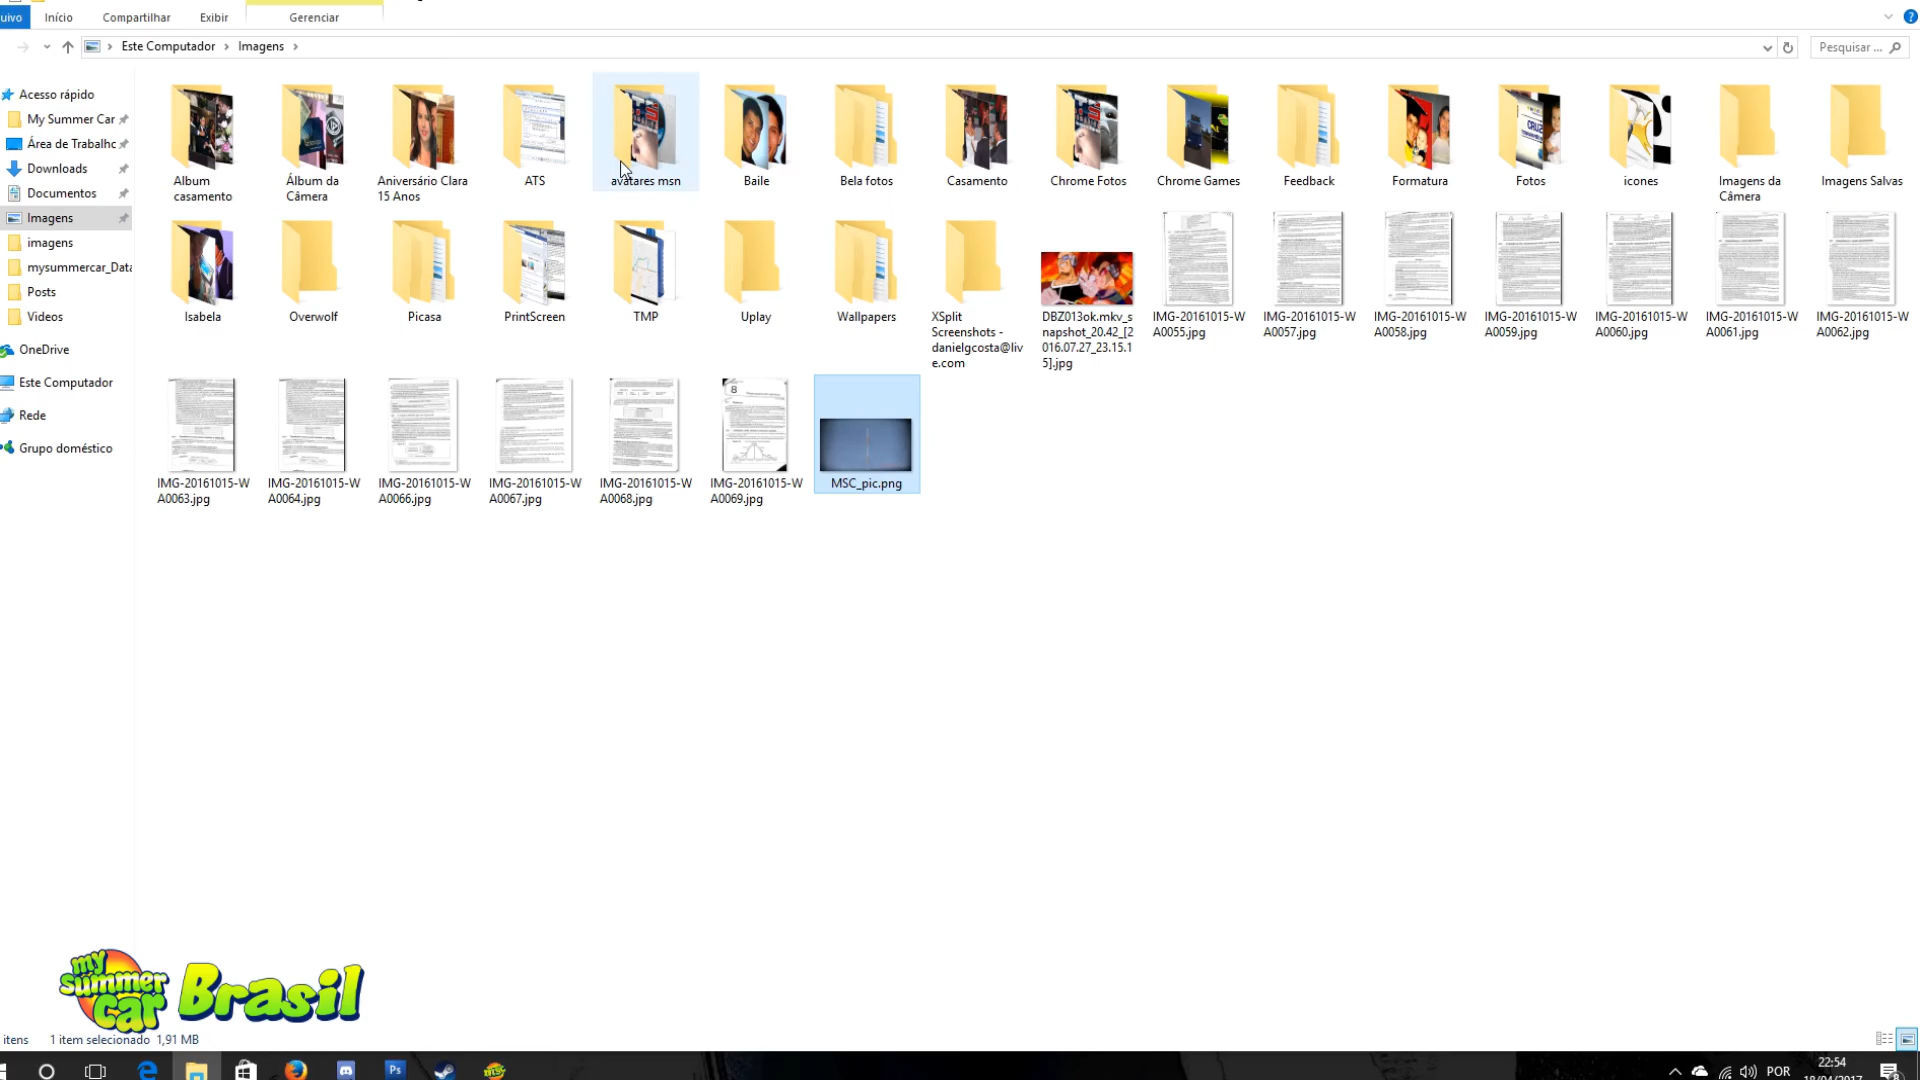 uivo Início Compartilhar Exibir Gerenciar
Este Computador Imagens Pesquisar ...
Acesso rápido
My Summer Car
Área de Trabalhc
Downloads
Documentos
Imagens
imagens
mysummercar_Data
Posts
Videos
OneDrive
Este Computador
Rede
Grupo doméstico
Album
casamento
Álbum da
Câmera
Aniversário Clara
15 Anos
ATS
avatares msn
Baile
Bela fotos
Casamento
Chrome Fotos
Chrome Games
Feedback
Formatura
Fotos
icones
Imagens da
Câmera
Imagens Salvas
Isabela
Overwolf
Picasa
PrintScreen
TMP
Uplay
Wallpapers
XSplit
Screenshots -
danielgcosta@liv
e.com
DBZ013ok.mkv_s
napshot_20.42_[2
016.07.27_23.15.1
5].jpg
IMG-20161015-W
A0055.jpg
IMG-20161015-W
A0057.jpg
IMG-20161015-W
A0058.jpg
IMG-20161015-W
A0059.jpg
IMG-20161015-W
A0060.jpg
IMG-20161015-W
A0061.jpg
IMG-20161015-W
A0062.jpg
IMG-20161015-W
A0063.jpg
IMG-20161015-W
A0064.jpg
IMG-20161015-W
A0066.jpg
IMG-20161015-W
A0067.jpg
IMG-20161015-W
A0068.jpg
IMG-20161015-W
A0069.jpg
MSC_pic.png
my
Summer
car
Brasil
itens 1 item selecionado 1,91 MB
Ps
POR
22:54
18/04/2017